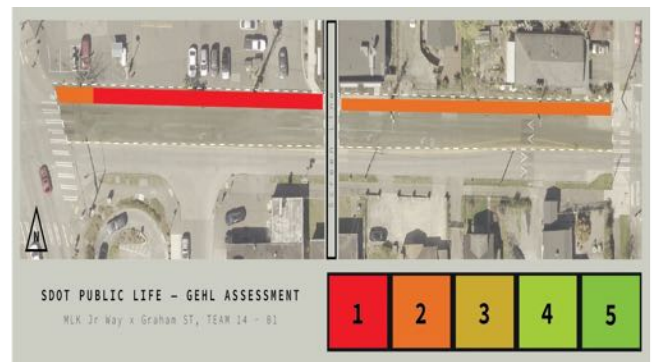 N
SDOT PUBLIC LIFE – GEHL ASSESSMENT
MLK Jr Way x Graham ST, TEAM 14 - B1
1 2 3 4 5